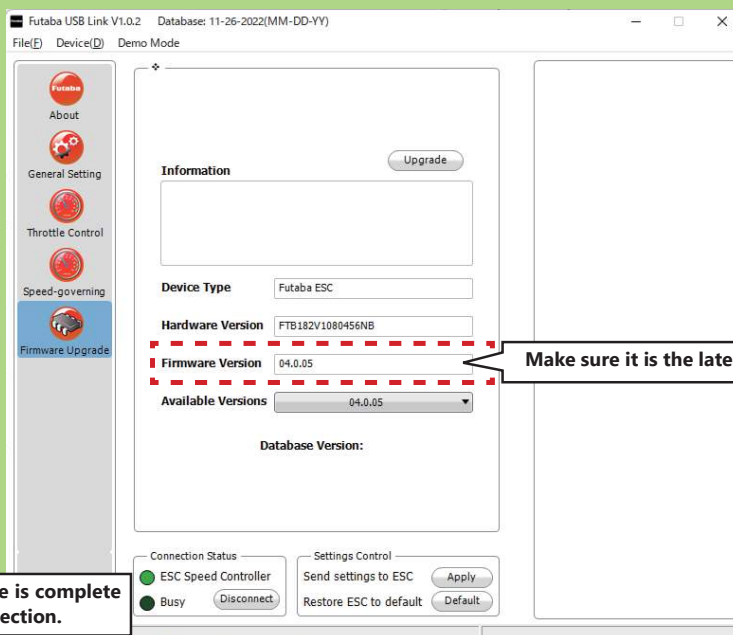 Futaba USB Link V1.0.2 Database: 11-26-2022(MM-DD-YY)
File(F) Device(D) Demo Mode
Futaba
About
General Setting
Throttle Control
Speed-governing
Firmware Upgrade
Upgrade
Information
Device Type Futaba ESC
Hardware Version FTB182V1080456NB
Firmware Version 04.0.05
Make sure it is the late
Available Versions 04.0.05
Database Version:
Connection Status
ESC Speed Controller
Busy Disconnect
Settings Control
Send settings to ESC Apply
Restore ESC to default Default
e is complete
ection.